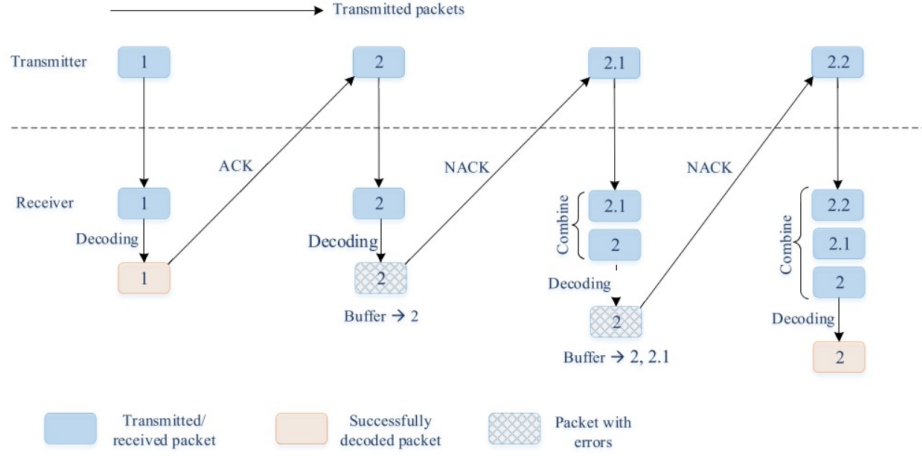 Transmitted packets
Transmitter
1
2
2.1
2.2
ACK
NACK
NACK
Receiver
1
2
2.1
2
Combine
2.2
2.1
2
Combine
Decoding
Decoding
Decoding
Decoding
1
2
2
2
Buffer → 2
Buffer → 2, 2.1
Transmitted/
received packet
Successfully
decoded packet
Packet with
errors